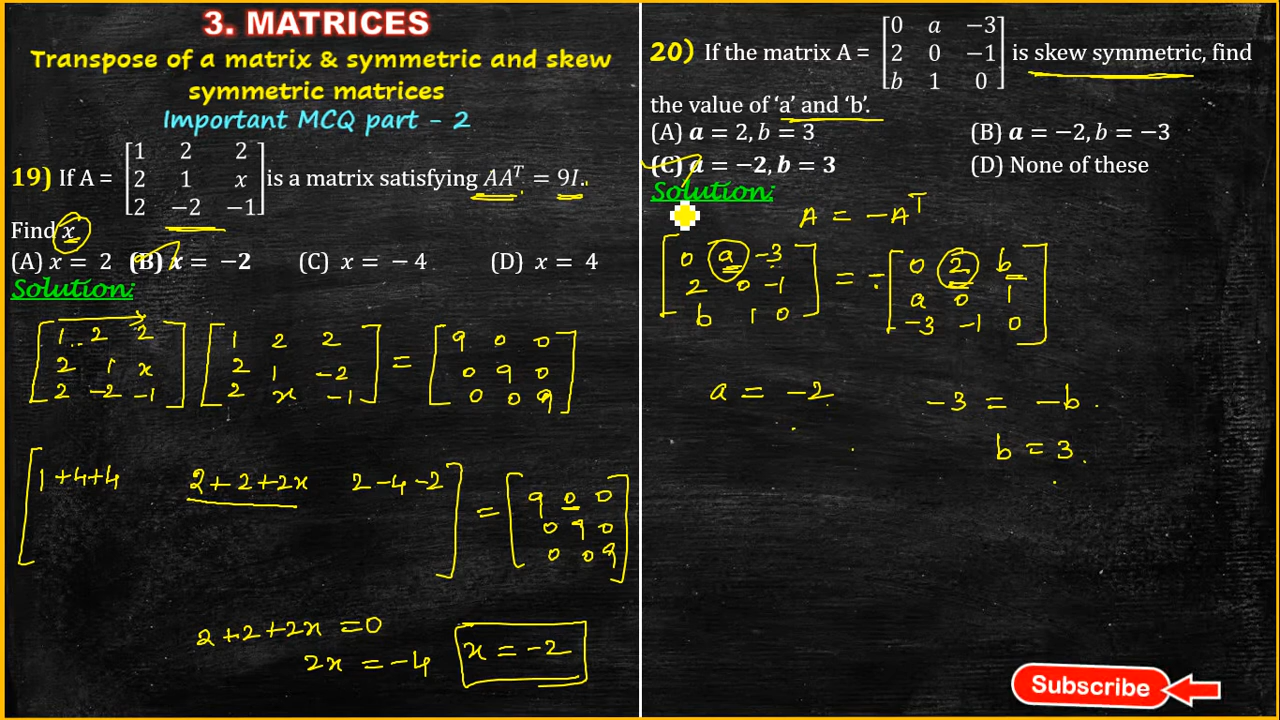 3. MATRICES
Transpose of a matrix & symmetric and skew
symmetric matrices
Important MCQ part - 2
19) If A = [1 2 2; 2 1 x; 2 −2 −1] is a matrix satisfying AAᵀ = 9I..
Find x
(A) x = 2 (B) x = −2 (C) x = − 4 (D) x = 4
Solution:
[1.. 2 2; 2 1 x; 2 −2 −1] [1 2 2; 2 1 −2; 2 x −1] = [9 0 0; 0 9 0; 0 0 9]
[1+4+4 2+2+2x 2−4−2] = [9 0 0; 0 9 0; 0 0 9]
2+2+2x =0
2x = −4
x = −2
20) If the matrix A = [0 a −3; 2 0 −1; b 1 0] is skew symmetric, find
the value of ‘a’ and ‘b’.
(A) a = 2, b = 3 (B) a = −2, b = −3
(C) a = −2, b = 3 (D) None of these
Solution:
A = −Aᵀ
[0 a −3; 2 0 −1; b 1 0] = −[0 2 b; a 0 1; −3 −1 0]
a = −2
−3 = −b .
b = 3 .
Subscribe